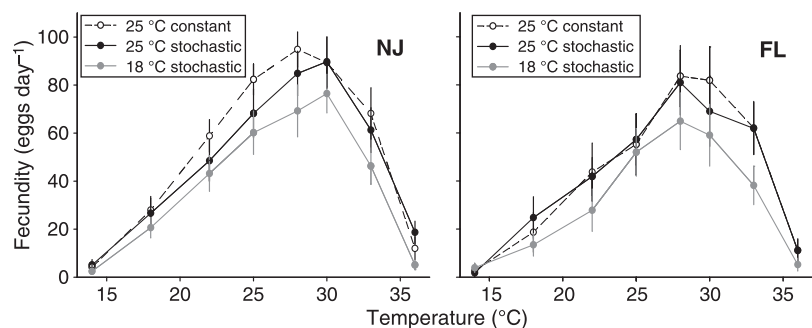 25 °C constant
25 °C stochastic
18 °C stochastic
NJ
25 °C constant
25 °C stochastic
18 °C stochastic
FL
Fecundity (eggs day⁻¹)
100
80
60
40
20
0
15 20 25 30 35
15 20 25 30 35
Temperature (°C)